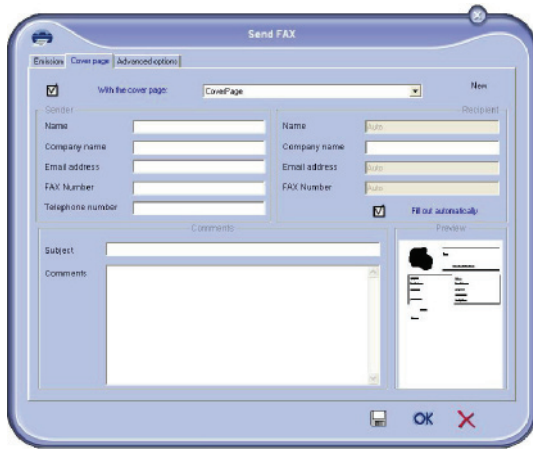 Send FAX
Emission Cover page Advanced options
With the cover page: CoverPage New
Sender
Name
Company name
Email address
FAX Number
Telephone number
Recipient
Name Auto
Company name
Email address Auto
FAX Number Auto
Fill out automatically
Comments
Subject
Comments
Preview
OK